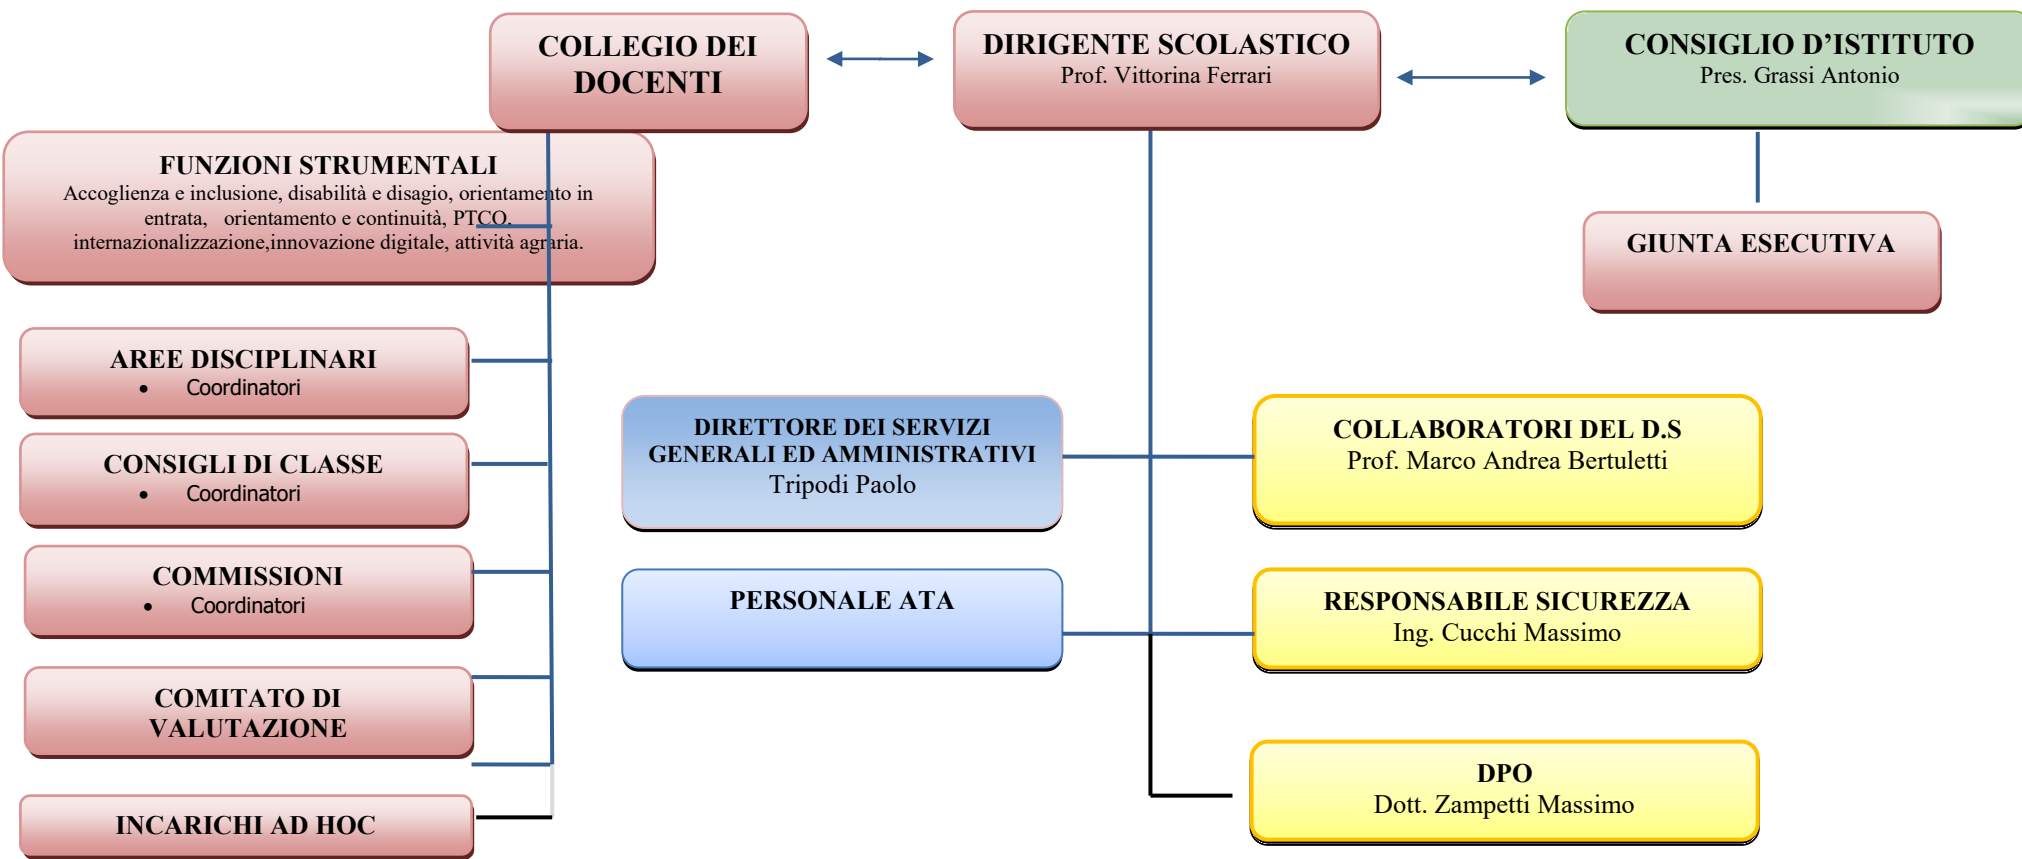 COLLEGIO DEI
DOCENTI
DIRIGENTE SCOLASTICO
Prof. Vittorina Ferrari
CONSIGLIO D’ISTITUTO
Pres. Grassi Antonio
FUNZIONI STRUMENTALI
Accoglienza e inclusione, disabilità e disagio, orientamento in
entrata, orientamento e continuità, PTCO,
internazionalizzazione,innovazione digitale, attività agraria.
GIUNTA ESECUTIVA
AREE DISCIPLINARI
• Coordinatori
CONSIGLI DI CLASSE
• Coordinatori
COMMISSIONI
• Coordinatori
COMITATO DI
VALUTAZIONE
INCARICHI AD HOC
DIRETTORE DEI SERVIZI
GENERALI ED AMMINISTRATIVI
Tripodi Paolo
COLLABORATORI DEL D.S
Prof. Marco Andrea Bertuletti
PERSONALE ATA
RESPONSABILE SICUREZZA
Ing. Cucchi Massimo
DPO
Dott. Zampetti Massimo